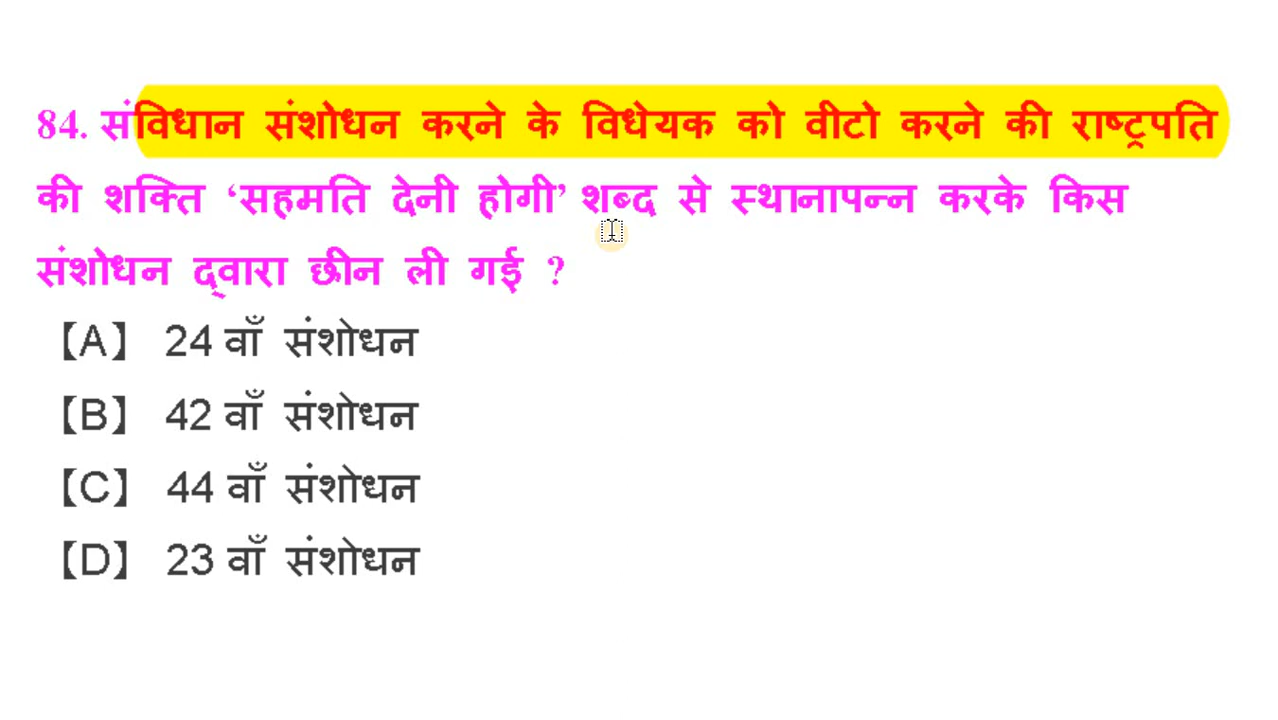 84. संविधान संशोधन करने के विधेयक को वीटो करने की राष्ट्रपति
की शक्ति ‘सहमति देनी होगी’ शब्द से स्थानापन्न करके किस
संशोधन द्वारा छीन ली गई ?
【A】 24 वाँ संशोधन
【B】 42 वाँ संशोधन
【C】 44 वाँ संशोधन
【D】 23 वाँ संशोधन